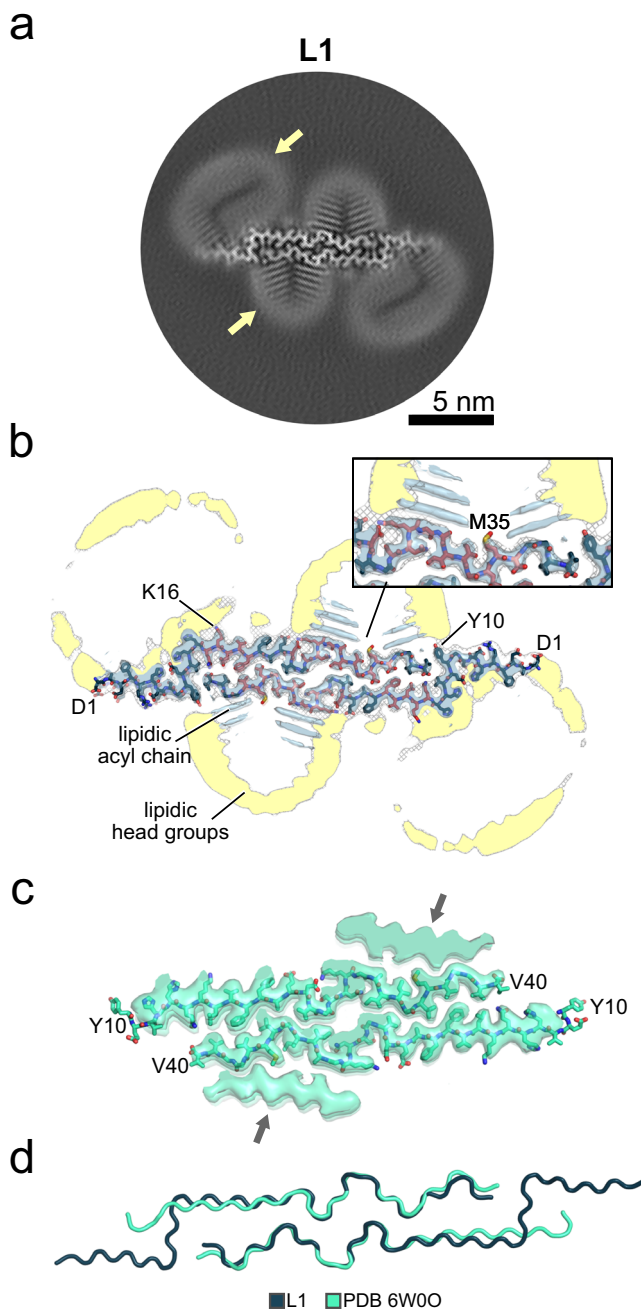 a
L1
5 nm
b
M35
K16
Y10
D1
D1
lipidic
acyl chain
lipidic
head groups
c
V40
Y10
Y10
V40
d
L1 PDB 6W0O